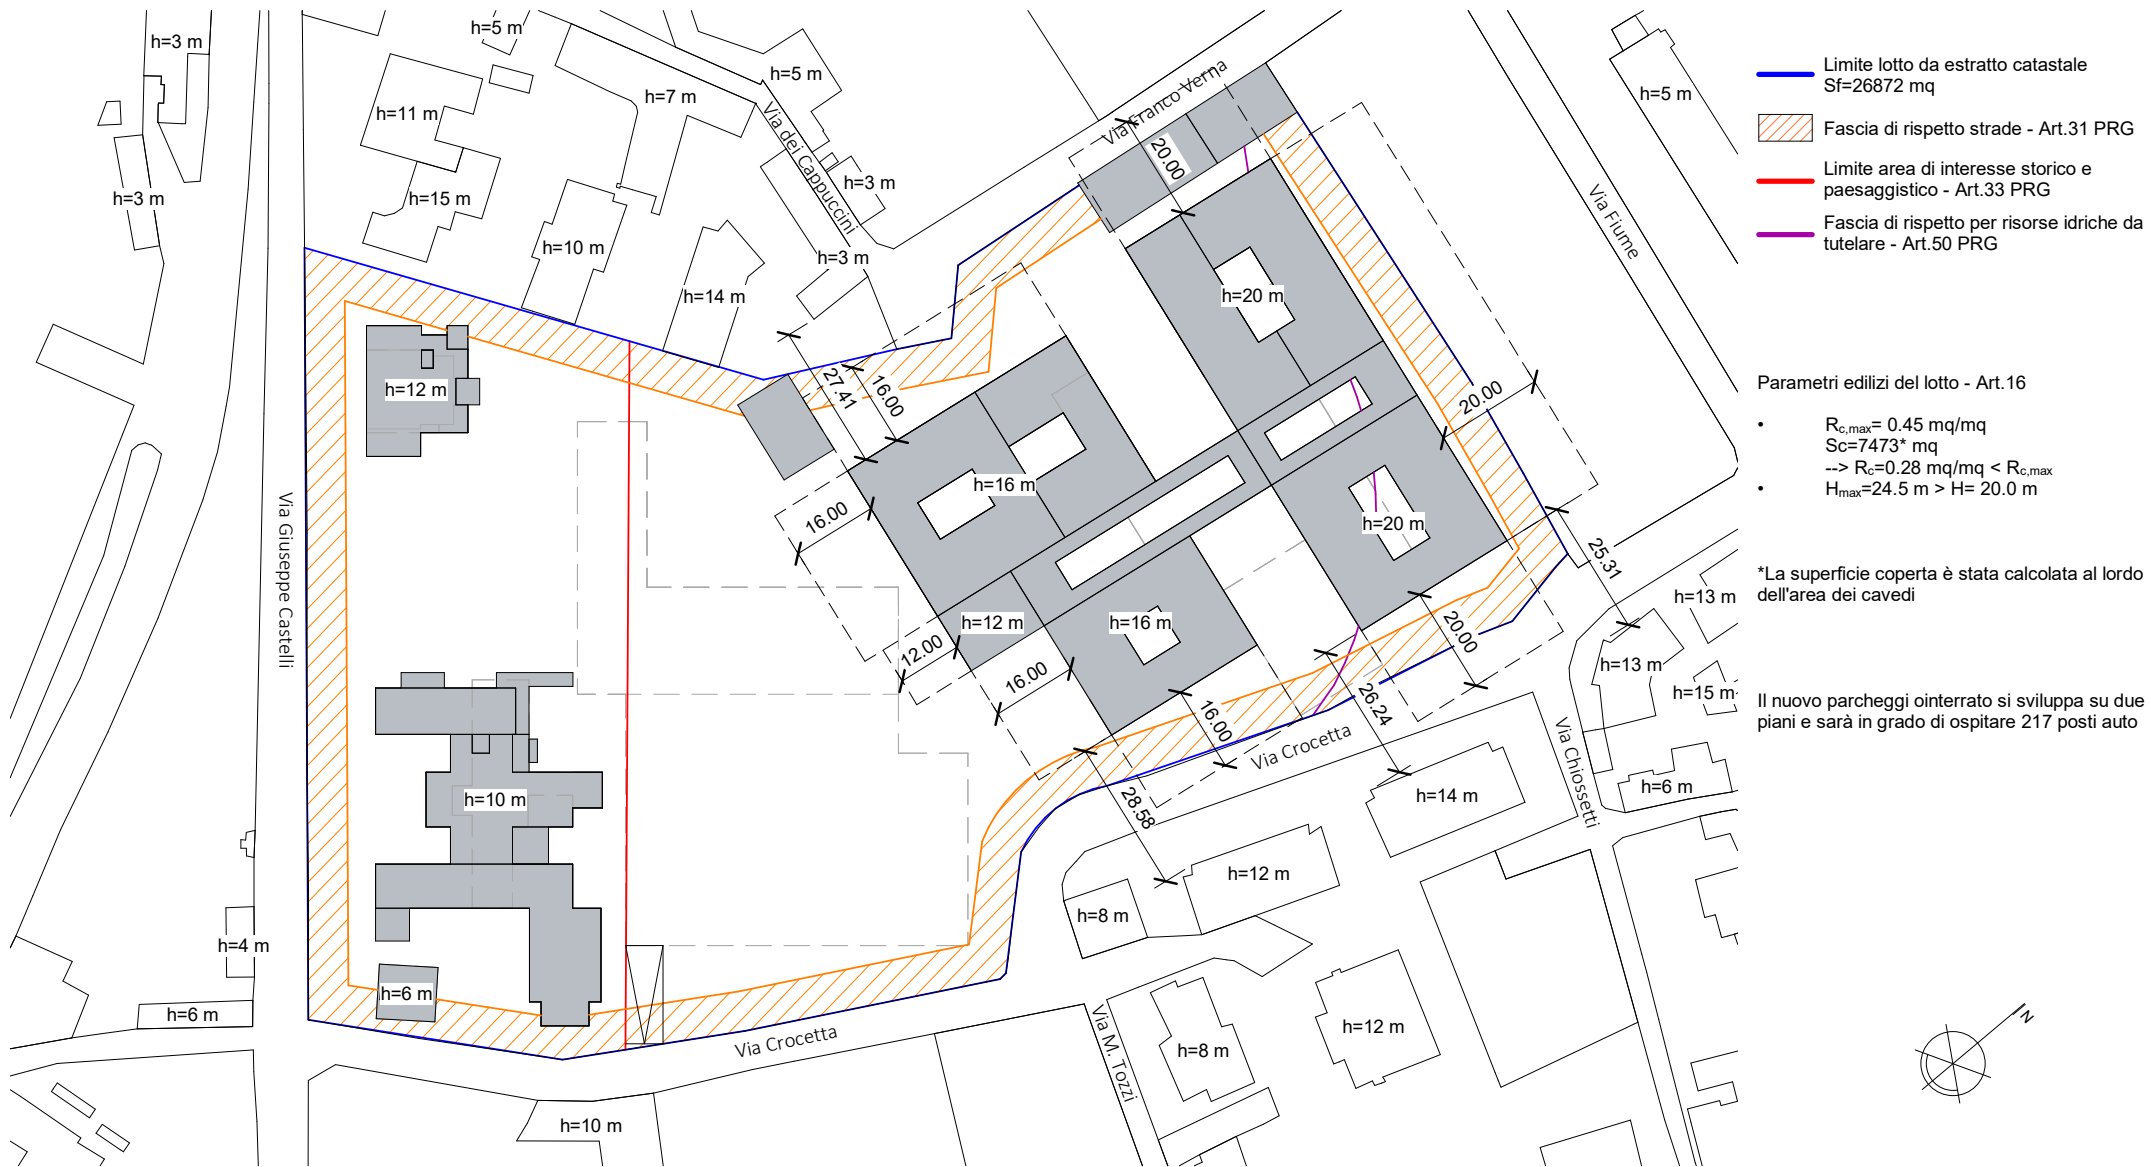 h=3 m
h=5 m
h=5 m
h=7 m
h=11 m
h=15 m
h=3 m
h=10 m
h=14 m
h=3 m
h=3 m
h=5 m
Via dei Cappuccini
Via Franco Verna
Via Fiume
Via Giuseppe Castelli
20.00
h=20 m
27.41
16.00
h=12 m
20.00
h=16 m
16.00
h=20 m
25.31
h=12 m
12.00
h=16 m
16.00
20.00
16.00
26.24
28.58
Via Crocetta
h=13 m
h=13 m
h=15 m
Via Chiossetti
h=6 m
h=14 m
h=12 m
h=8 m
h=10 m
h=4 m
h=6 m
h=6 m
Via Crocetta
Via M. Tozzi
h=8 m
h=12 m
h=10 m
Limite lotto da estratto catastale
Sf=26872 mq
Fascia di rispetto strade - Art.31 PRG
Limite area di interesse storico e
paesaggistico - Art.33 PRG
Fascia di rispetto per risorse idriche da
tutelare - Art.50 PRG
Parametri edilizi del lotto - Art.16
• Rc,max= 0.45 mq/mq
Sc=7473* mq
--> Rc=0.28 mq/mq < Rc,max
• Hmax=24.5 m > H= 20.0 m
*La superficie coperta è stata calcolata al lordo
dell'area dei cavedi
Il nuovo parcheggi ointerrato si sviluppa su due
piani e sarà in grado di ospitare 217 posti auto
N